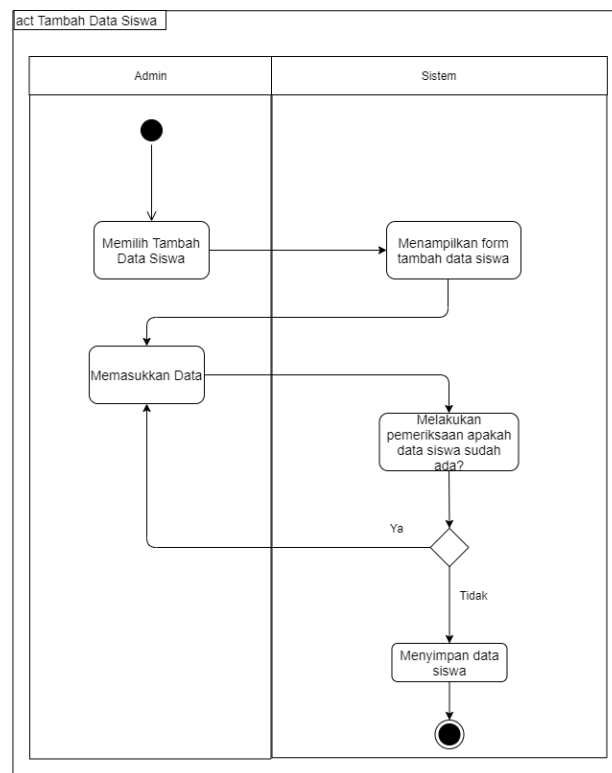 act Tambah Data Siswa
Admin
Sistem
Memilih Tambah
Data Siswa
Menampilkan form
tambah data siswa
Memasukkan Data
Melakukan
pemeriksaan apakah
data siswa sudah
ada?
Ya
Tidak
Menyimpan data
siswa